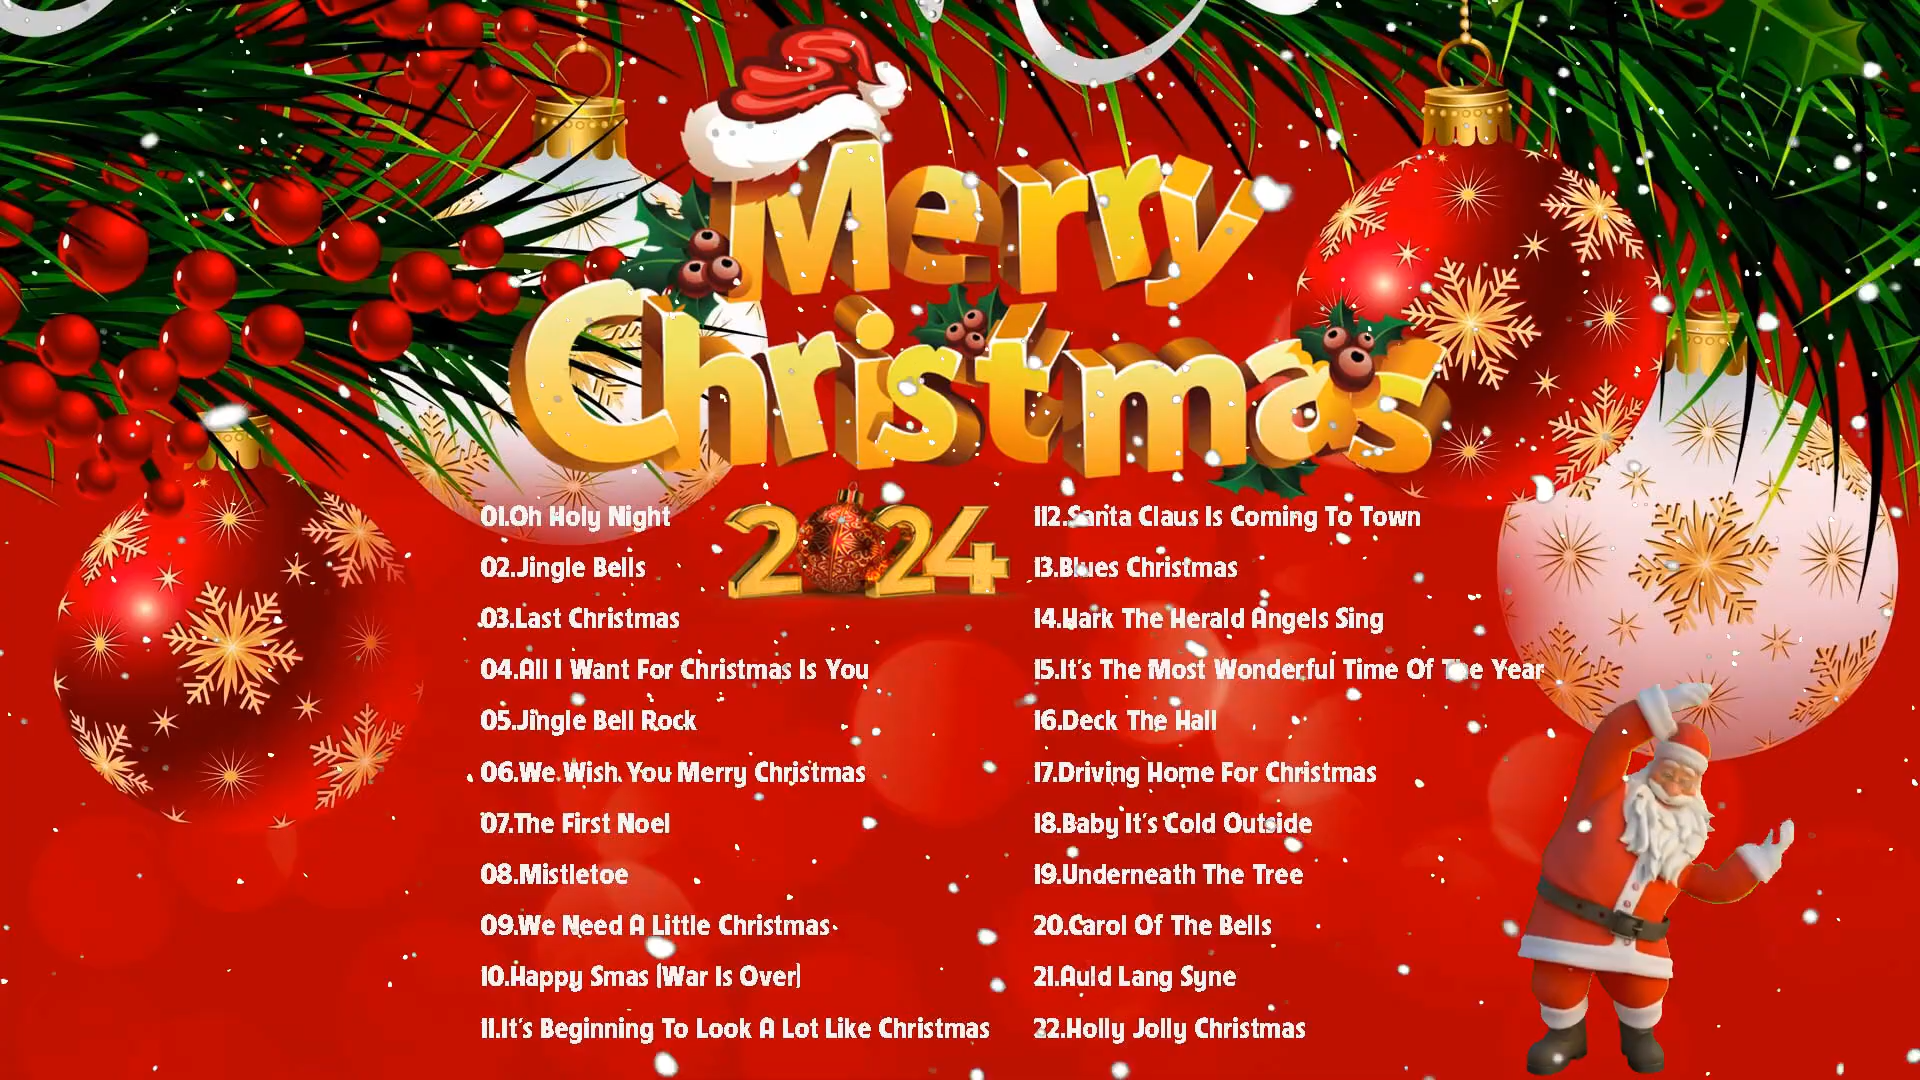 Merry
Christmas
2024
01.Oh Holy Night
02.Jingle Bells
03.Last Christmas
04.All I Want For Christmas Is You
05.Jingle Bell Rock
06.We Wish You Merry Christmas
07.The First Noel
08.Mistletoe
09.We Need A Little Christmas
10.Happy Smas (War Is Over)
11.It's Beginning To Look A Lot Like Christmas
112.Santa Claus Is Coming To Town
13.Blues Christmas
14.Hark The Herald Angels Sing
15.It's The Most Wonderful Time Of The Year
16.Deck The Hall
17.Driving Home For Christmas
18.Baby It's Cold Outside
19.Underneath The Tree
20.Carol Of The Bells
21.Auld Lang Syne
22.Holly Jolly Christmas